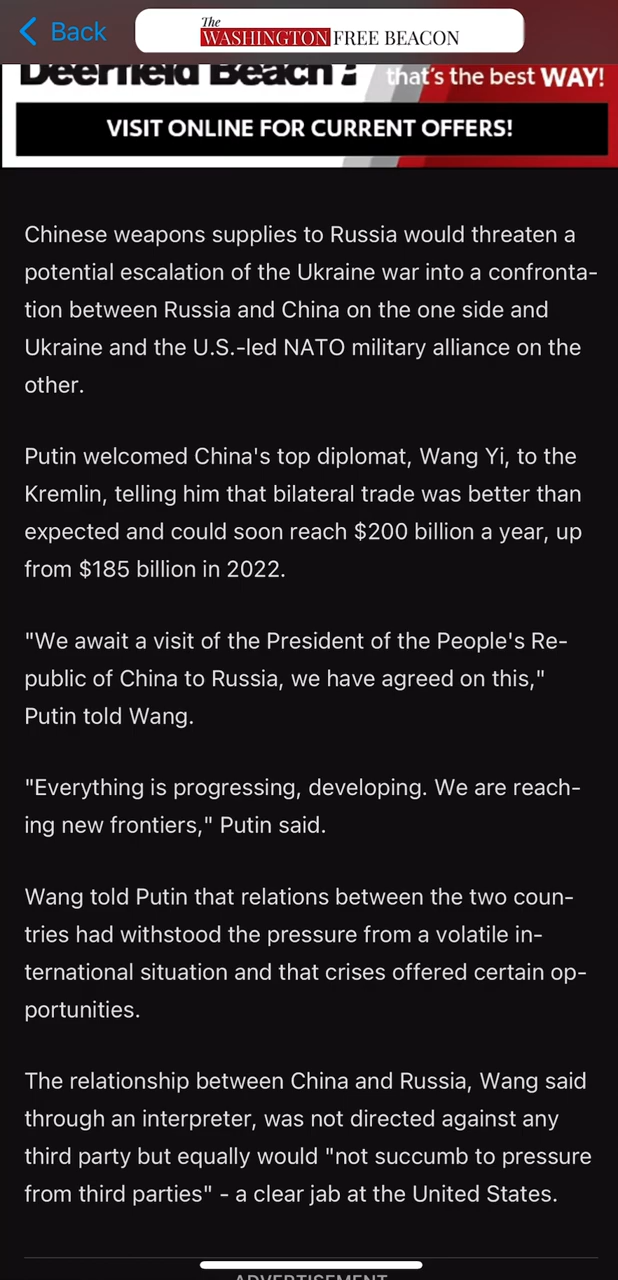 Back
The
WASHINGTON FREE BEACON
Deerfield Beach?
that's the best WAY!
VISIT ONLINE FOR CURRENT OFFERS!
Chinese weapons supplies to Russia would threaten a
potential escalation of the Ukraine war into a confronta-
tion between Russia and China on the one side and
Ukraine and the U.S.-led NATO military alliance on the
other.
Putin welcomed China's top diplomat, Wang Yi, to the
Kremlin, telling him that bilateral trade was better than
expected and could soon reach $200 billion a year, up
from $185 billion in 2022.
"We await a visit of the President of the People's Re-
public of China to Russia, we have agreed on this,"
Putin told Wang.
"Everything is progressing, developing. We are reach-
ing new frontiers," Putin said.
Wang told Putin that relations between the two coun-
tries had withstood the pressure from a volatile in-
ternational situation and that crises offered certain op-
portunities.
The relationship between China and Russia, Wang said
through an interpreter, was not directed against any
third party but equally would "not succumb to pressure
from third parties" - a clear jab at the United States.
ADVERTISEMENT